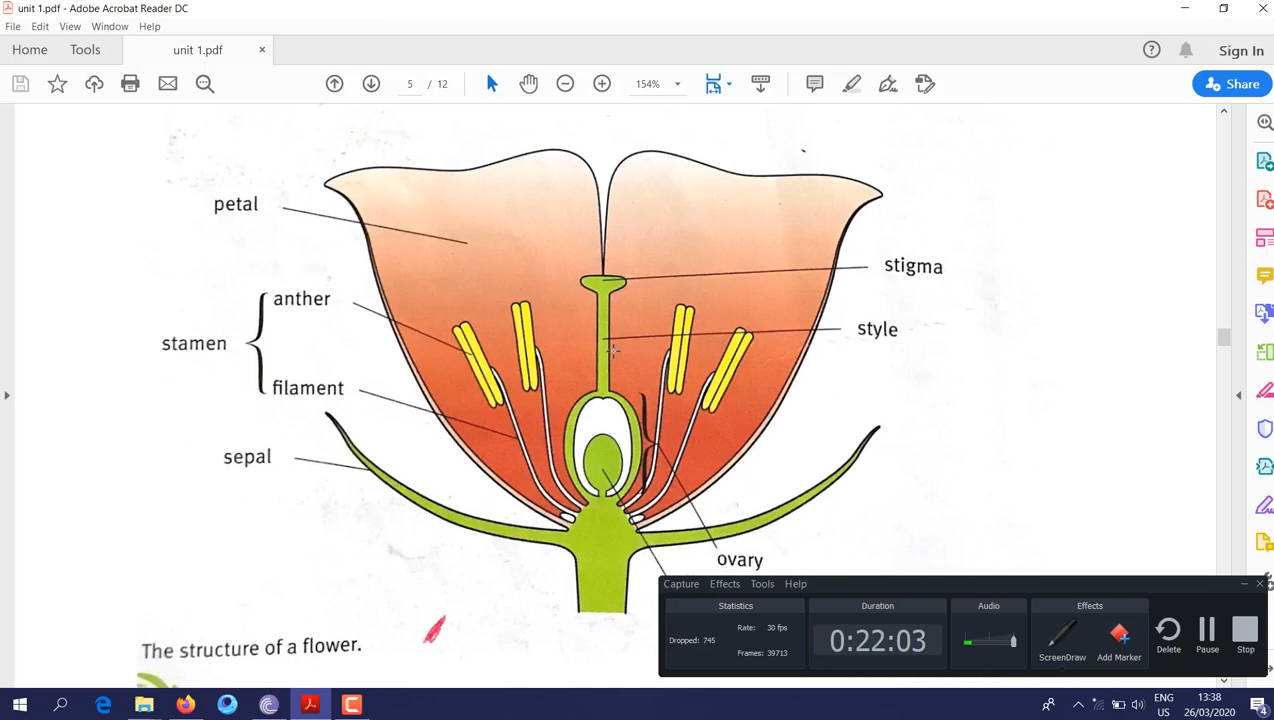 unit 1.pdf - Adobe Acrobat Reader DC
File Edit View Window Help
Home Tools unit 1.pdf × Sign In
5 / 12 154% Share
petal
stigma
anther
style
stamen
filament
sepal
ovary
The structure of a flower.
Capture Effects Tools Help
Statistics Duration Audio Effects
Rate: 30 fps
Dropped: 745
Frames: 39713
0:22:03
ScreenDraw Add Marker Delete Pause Stop
ENG 13:38
US 26/03/2020
4